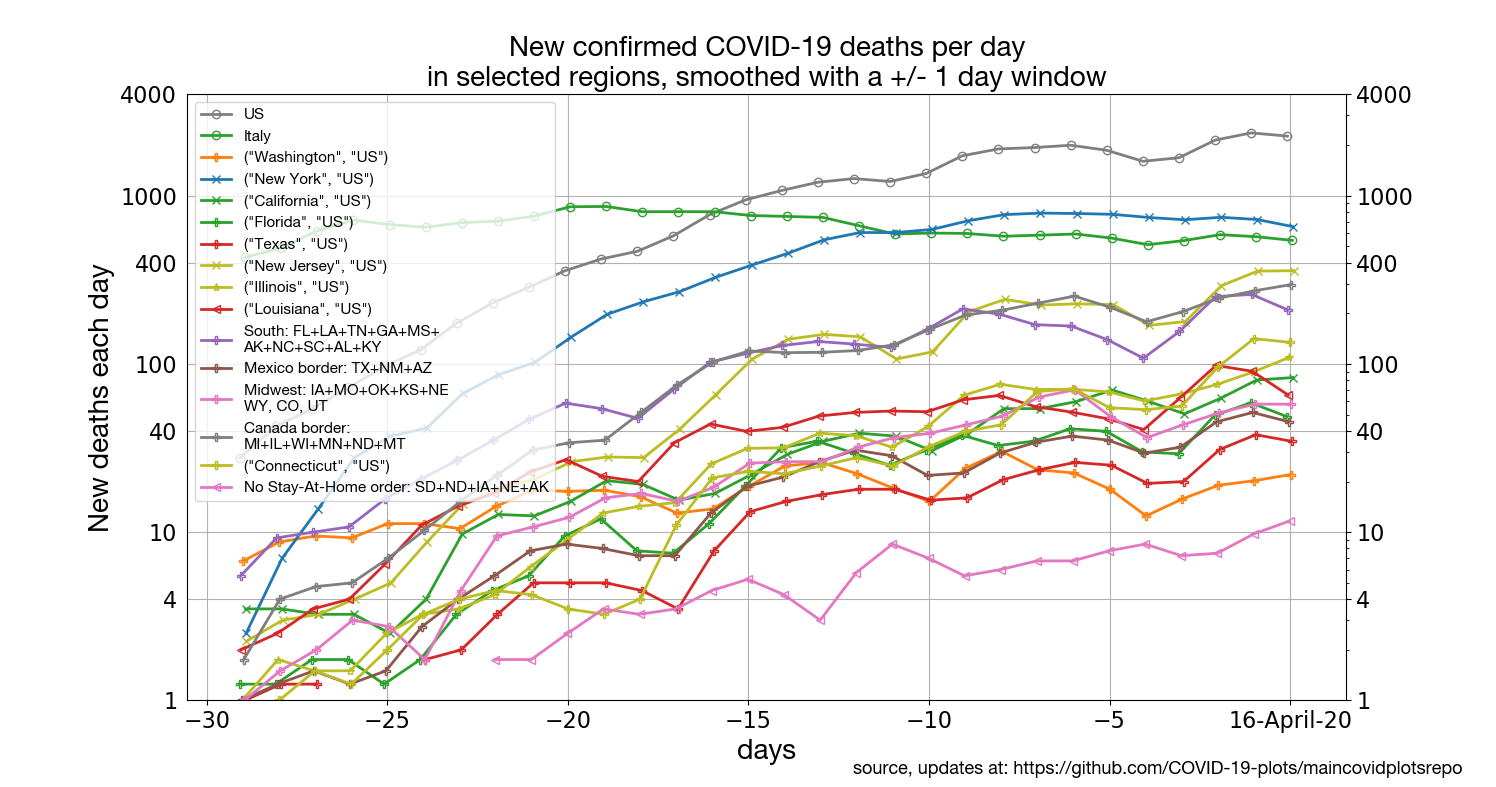 New confirmed COVID-19 deaths per day
in selected regions, smoothed with a +/- 1 day window
4000
1000
400
100
40
10
4
1
4000
1000
400
100
40
10
4
1
New deaths each day
US
Italy
("Washington", "US")
("New York", "US")
("California", "US")
("Florida", "US")
("Texas", "US")
("New Jersey", "US")
("Illinois", "US")
("Louisiana", "US")
South: FL+LA+TN+GA+MS+
AK+NC+SC+AL+KY
Mexico border: TX+NM+AZ
Midwest: IA+MO+OK+KS+NE
WY, CO, UT
Canada border:
MI+IL+WI+MN+ND+MT
("Connecticut", "US")
No Stay-At-Home order: SD+ND+IA+NE+AK
−30
−25
−20
−15
−10
−5
16-April-20
days
source, updates at: https://github.com/COVID-19-plots/maincovidplotsrepo